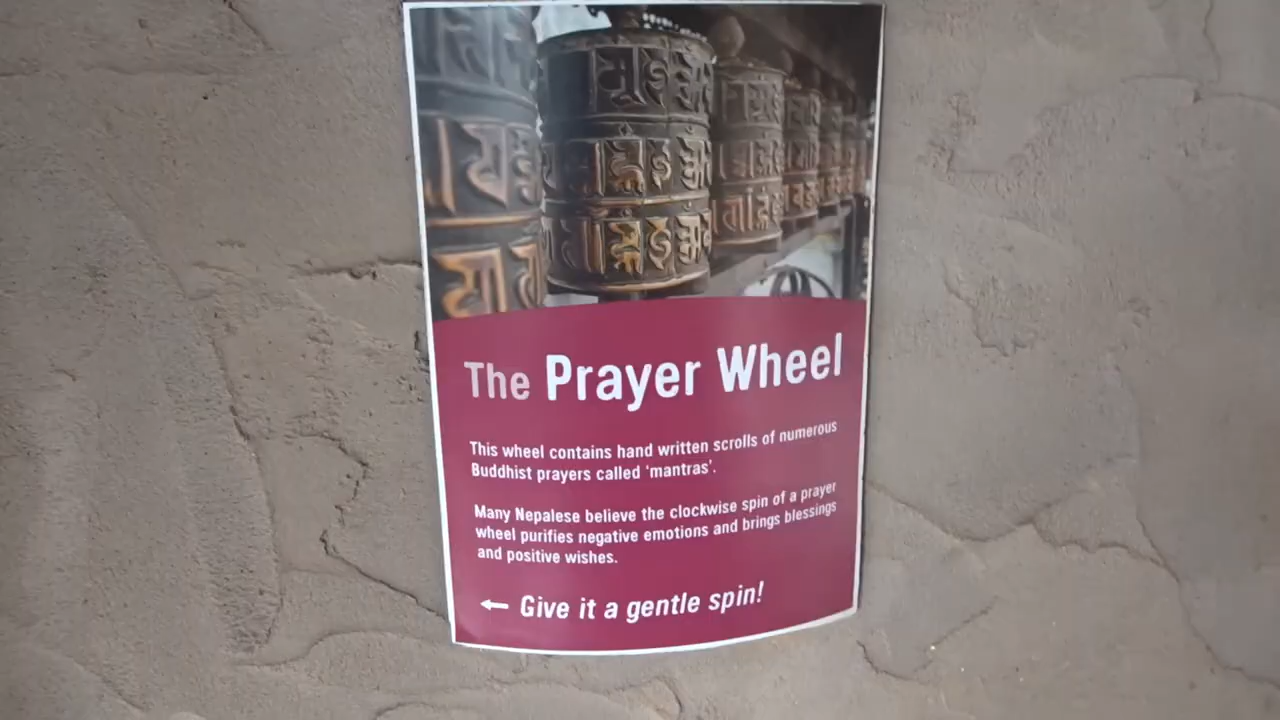 The Prayer Wheel
This wheel contains hand written scrolls of numerous
Buddhist prayers called 'mantras'.
Many Nepalese believe the clockwise spin of a prayer
wheel purifies negative emotions and brings blessings
and positive wishes.
← Give it a gentle spin!